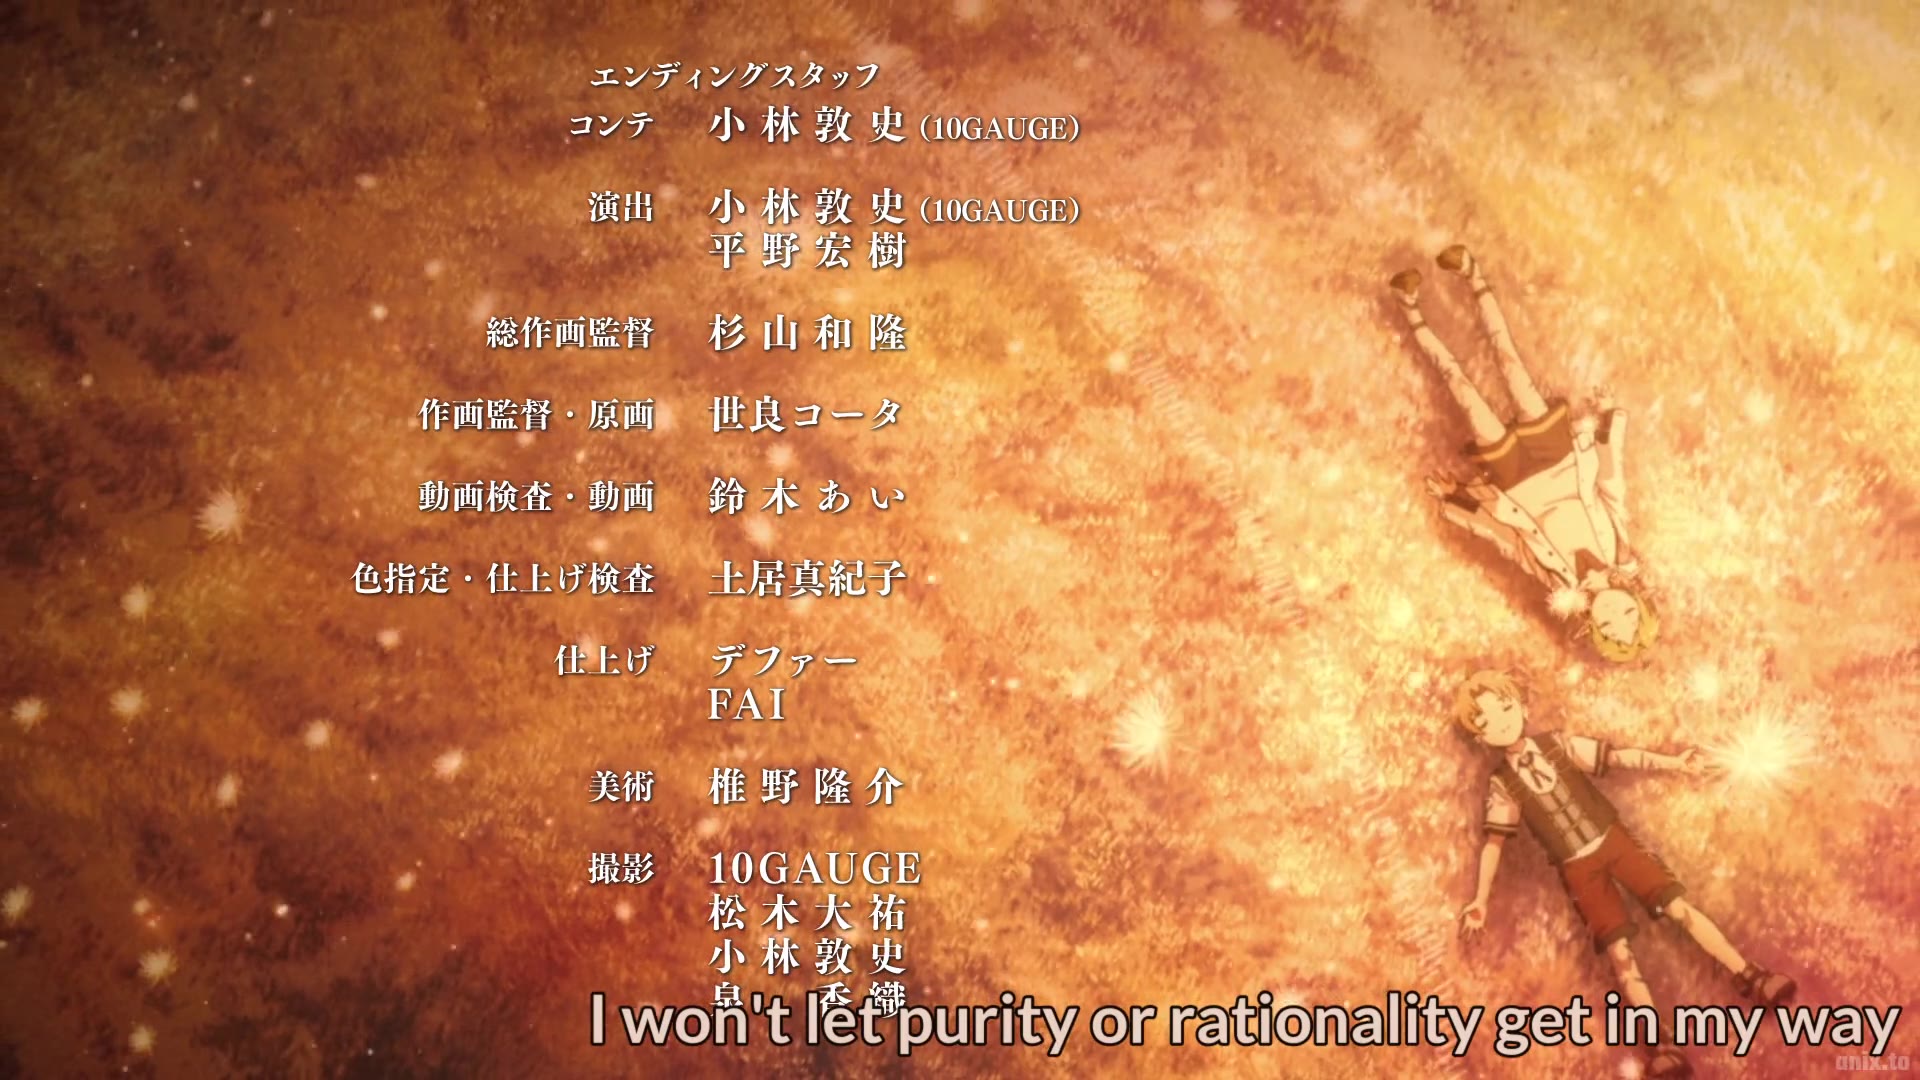 エンディングスタッフ
コンテ 小林敦史(10GAUGE)
演出 小林敦史(10GAUGE)
平野宏樹
総作画監督 杉山和隆
作画監督・原画 世良コータ
動画検査・動画 鈴木あい
色指定・仕上げ検査 土居真紀子
仕上げ デファー
FAI
美術 椎野隆介
撮影 10GAUGE
松木大祐
小林敦史
泉 香織
I won't let purity or rationality get in my way
anix.to